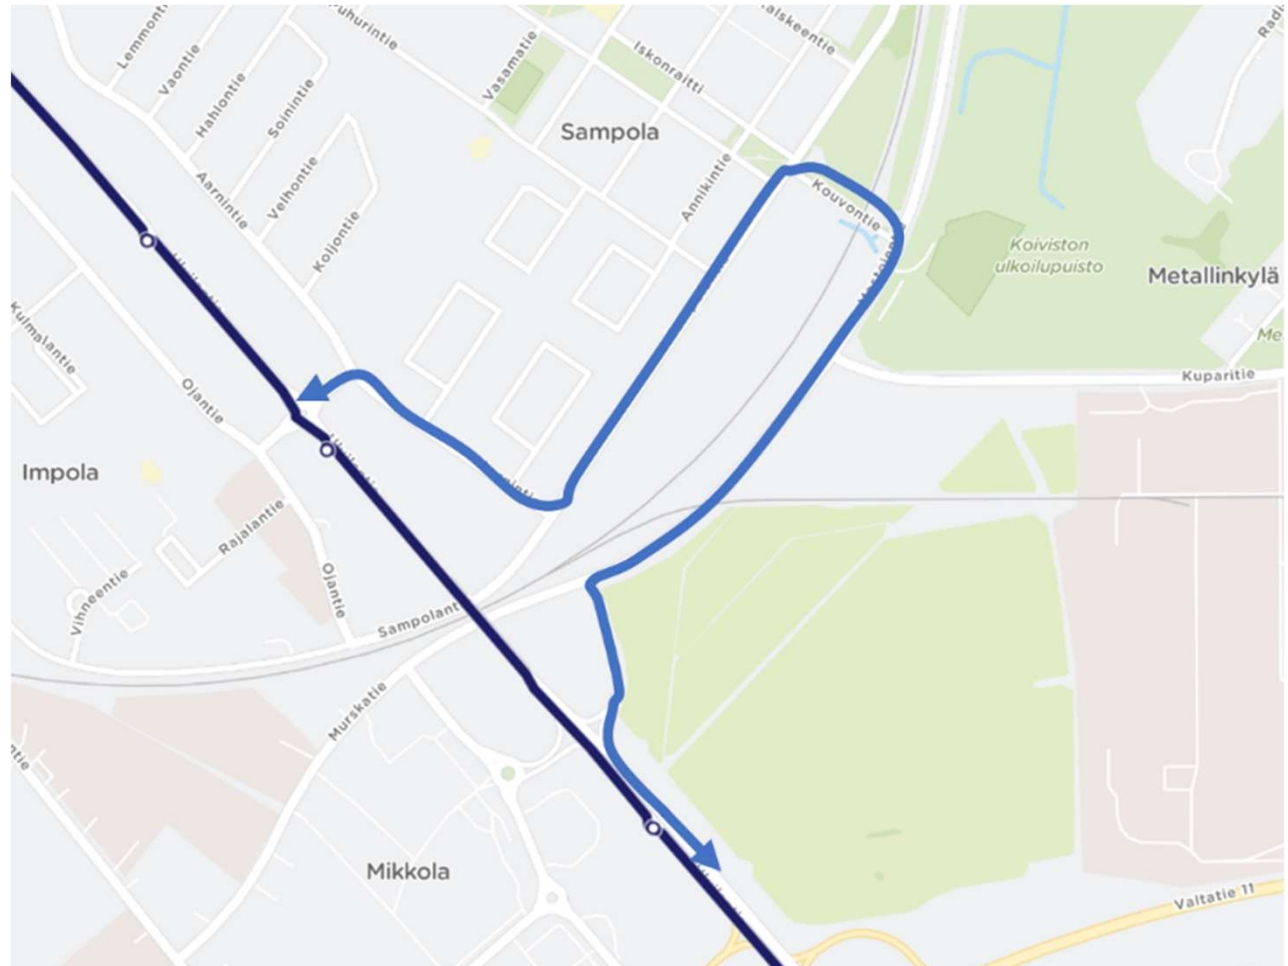 Lemmontie
Vaontie
Hahlontie
Soinintie
Velhontie
Koljontie
Aarnintie
Vasamatie
Iskonraitti
Sampola
Annikintie
Kouvontie
Koiviston
ulkoilupuisto
Metallinkylä
Kuparitie
Kulmalantie
Ojantie
Impola
Rajalantie
Ojantie
Vihneentie
Sampolant
Murskatie
Mikkola
Valtatie 11